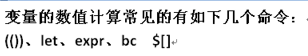 变量的数值计算常见的有如下几个命令：
(())、let、expr、bc   $[]↵